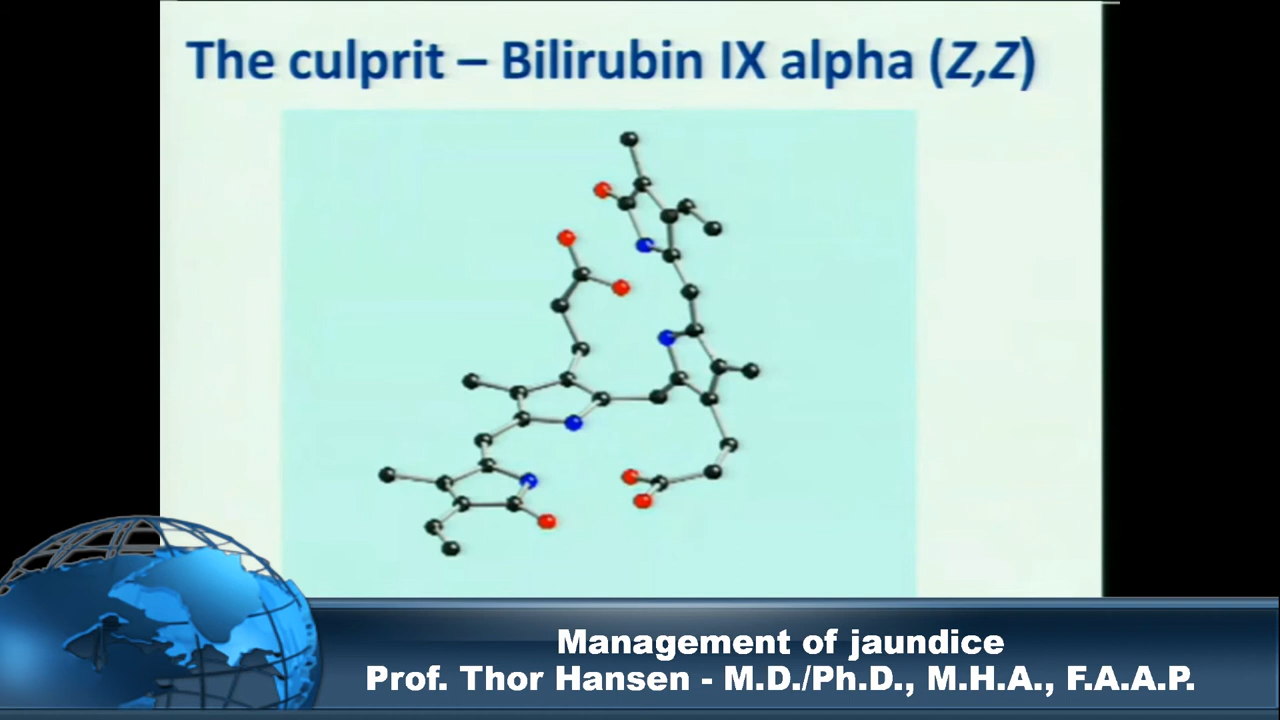 The culprit – Bilirubin IX alpha (Z,Z)
Management of jaundice
Prof. Thor Hansen - M.D./Ph.D., M.H.A., F.A.A.P.